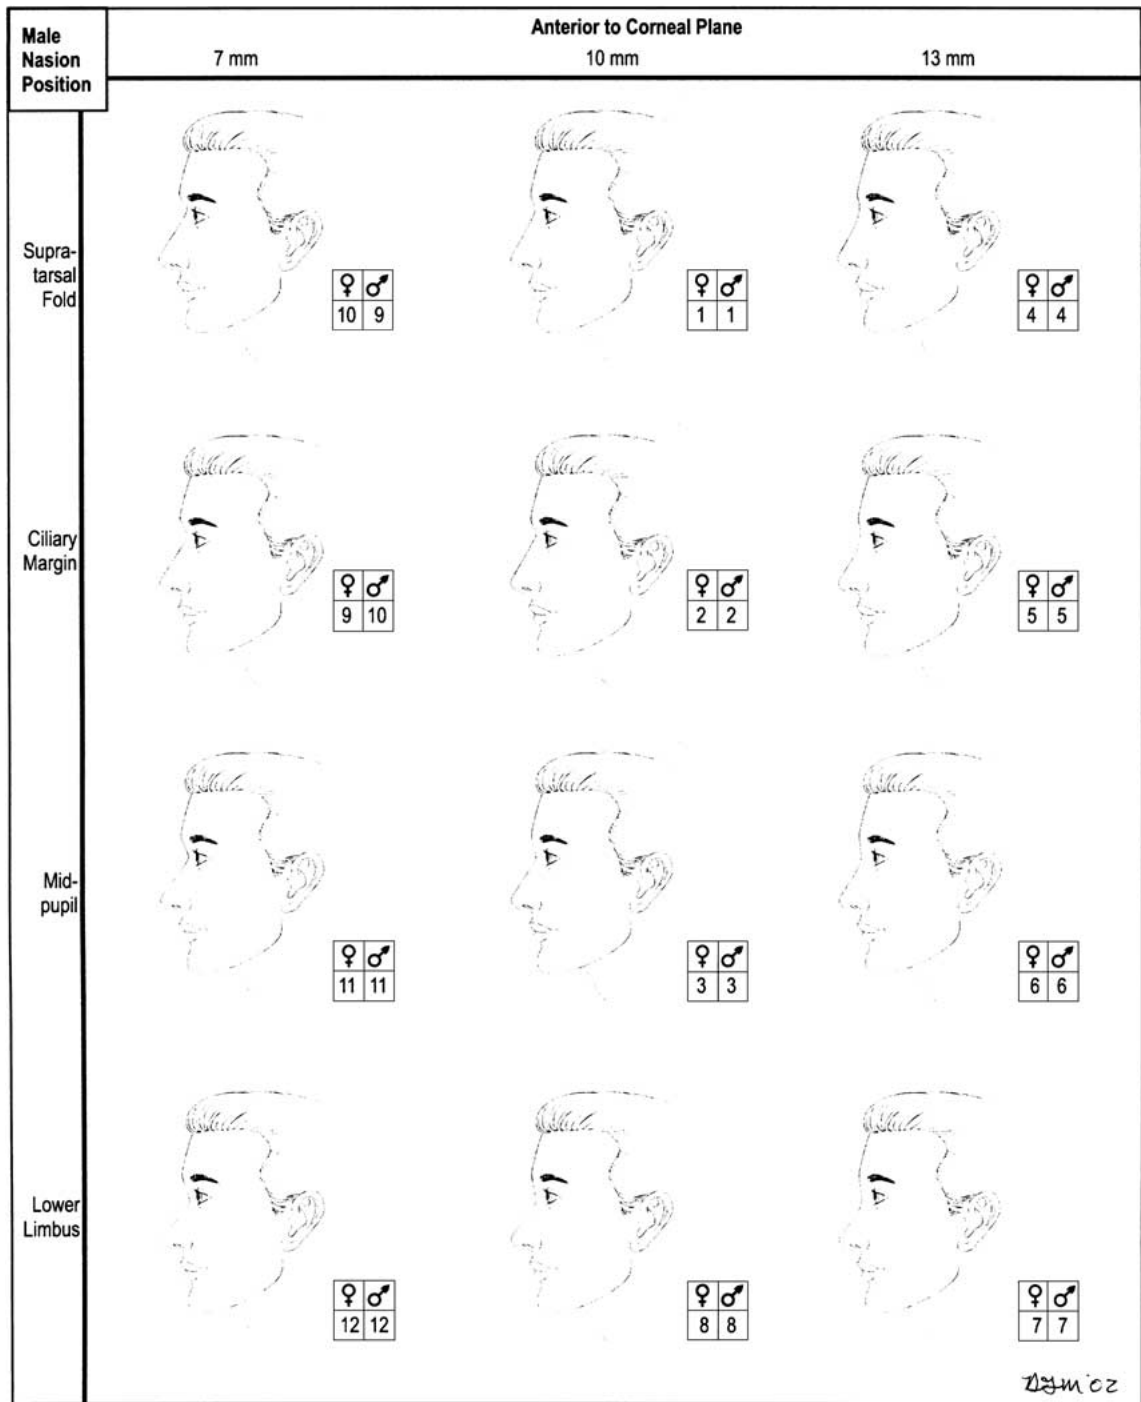 Male
Nasion
Position
Anterior to Corneal Plane
7 mm
10 mm
13 mm
Supra-
tarsal
Fold
♀ ♂
10 9
♀ ♂
1 1
♀ ♂
4 4
Ciliary
Margin
♀ ♂
9 10
♀ ♂
2 2
♀ ♂
5 5
Mid-
pupil
♀ ♂
11 11
♀ ♂
3 3
♀ ♂
6 6
Lower
Limbus
♀ ♂
12 12
♀ ♂
8 8
♀ ♂
7 7
'02